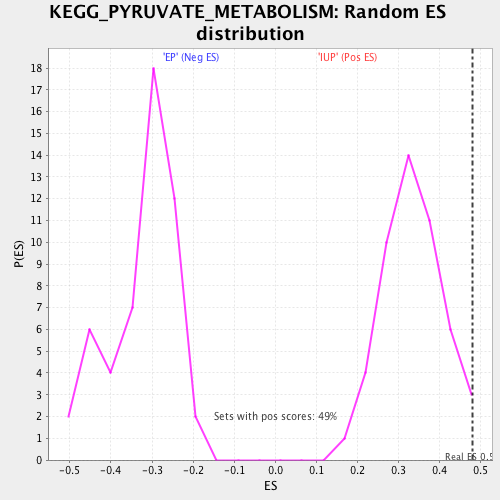 KEGG_PYRUVATE_METABOLISM: Random ES
distribution
'EP' (Neg ES) 'IUP' (Pos ES)
18
17
16
15
14
13
12
11
10
9
8
7
6
5
4
3
2
1
0
P(ES)
Sets with pos scores: 49%
Real ES 0.5
-0.5 -0.4 -0.3 -0.2 -0.1 0.0 0.1 0.2 0.3 0.4 0.5
ES